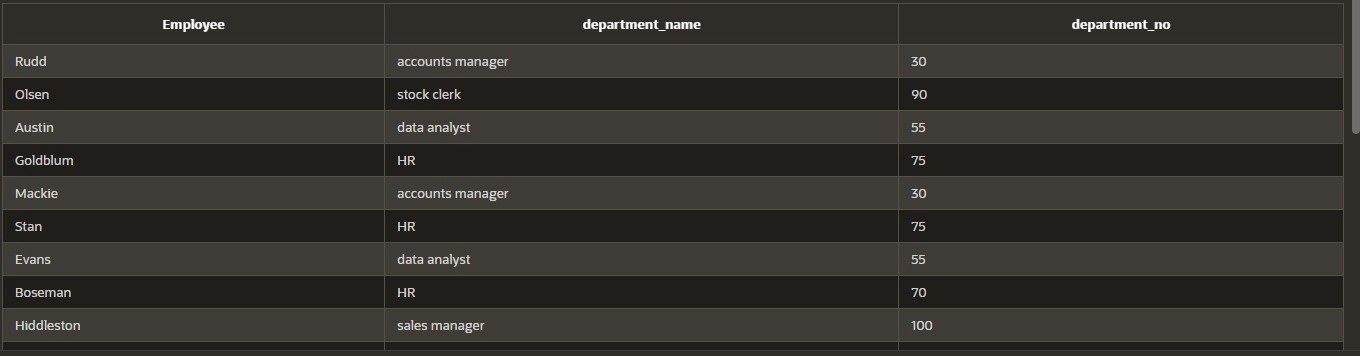 Employee department_name department_no
Rudd accounts manager 30
Olsen stock clerk 90
Austin data analyst 55
Goldblum HR 75
Mackie accounts manager 30
Stan HR 75
Evans data analyst 55
Boseman HR 70
Hiddleston sales manager 100